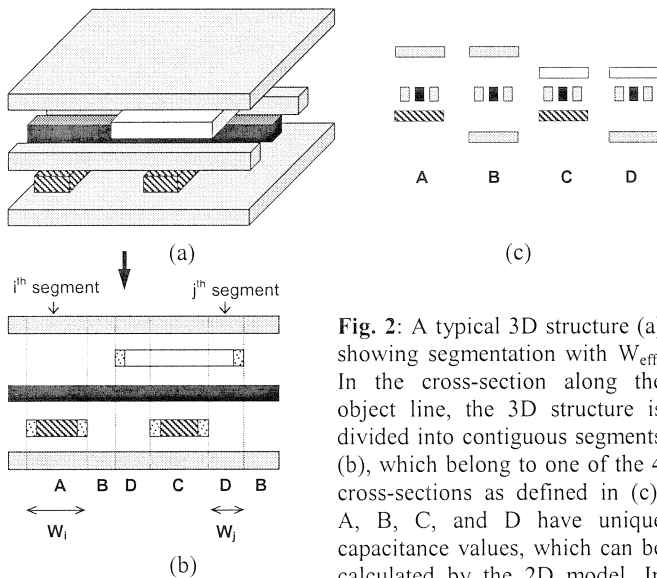 A B C D
(a)
(c)
iᵗʰ segment
jᵗʰ segment
A B D C D B
Wᵢ Wⱼ
(b)
Fig. 2: A typical 3D structure (a)
showing segmentation with W_eff
In the cross-section along the
object line, the 3D structure is
divided into contiguous segments
(b), which belong to one of the 4
cross-sections as defined in (c)
A, B, C, and D have unique
capacitance values, which can be
calculated by the 2D model. In